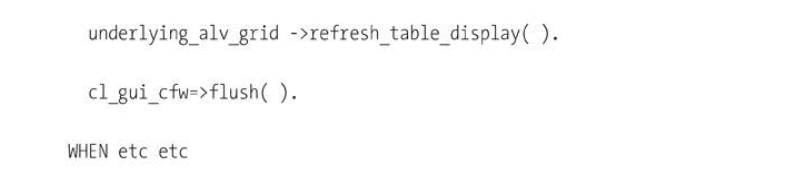 underlying_alv_grid ->refresh_table_display( ).
cl_gui_cfw=>flush( ).
WHEN etc etc